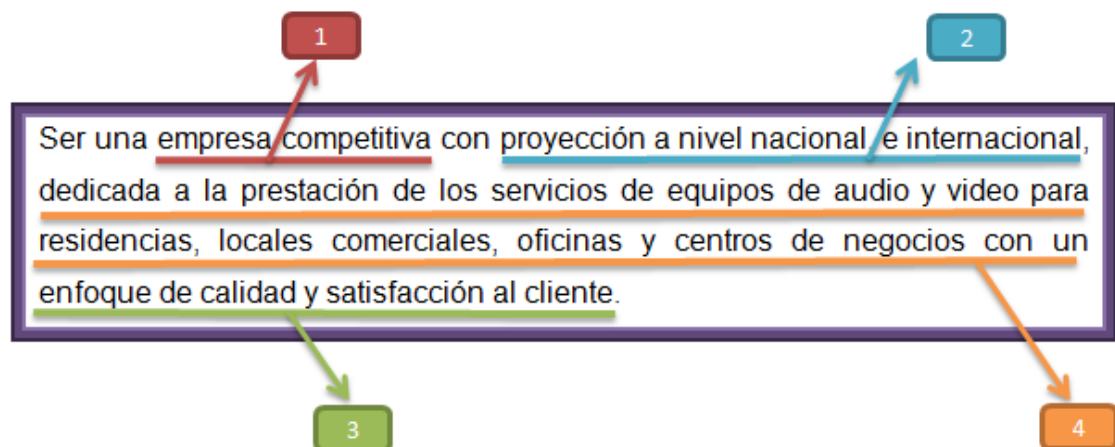 1
2
Ser una empresa competitiva con proyección a nivel nacional, e internacional,
dedicada a la prestación de los servicios de equipos de audio y video para
residencias, locales comerciales, oficinas y centros de negocios con un
enfoque de calidad y satisfacción al cliente.
3
4